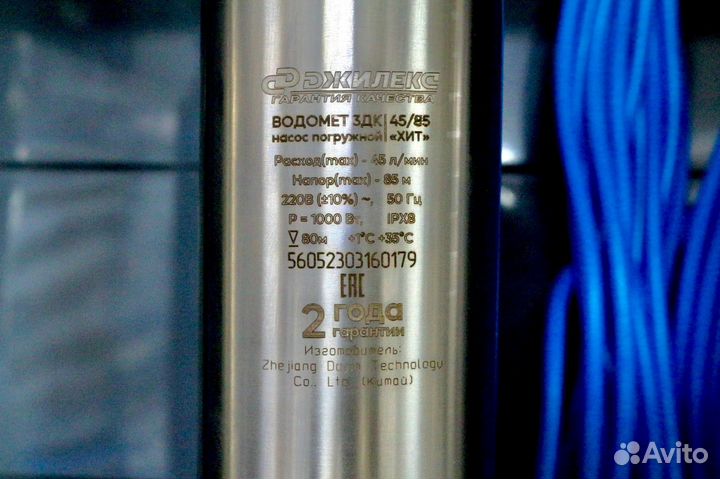 ДЖИЛЕКС
ГАРАНТИЯ КАЧЕСТВА
ВОДОМЕТ 3ДК 45/85
насос погружной «ХИТ»
Расход(max) - 45 л/мин
Напор(max) - 85 м
220В (±10%) ~, 50 Гц
P = 1000 Вт, IPX8
80м +1°C +35°C
56052303160179
EAC
2 года
гарантии
Изготовитель:
Zhejiang Technology
Co., Ltd (Китай)
Avito